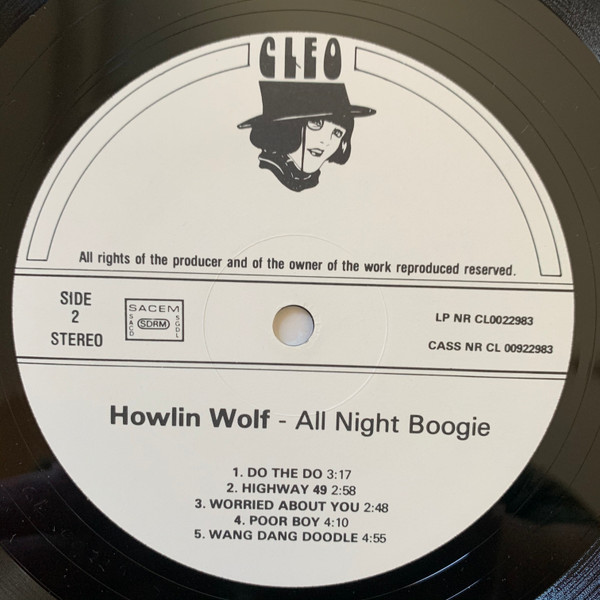 CLEO
All rights of the producer and of the owner of the work reproduced reserved.
SIDE
2
STEREO
SACEM
SACD
SDRM
SGDL
LP NR CL0022983
CASS NR CL 00922983
Howlin Wolf - All Night Boogie
1. DO THE DO 3:17
2. HIGHWAY 49 2:58
3. WORRIED ABOUT YOU 2:48
4. POOR BOY 4:10
5. WANG DANG DOODLE 4:55